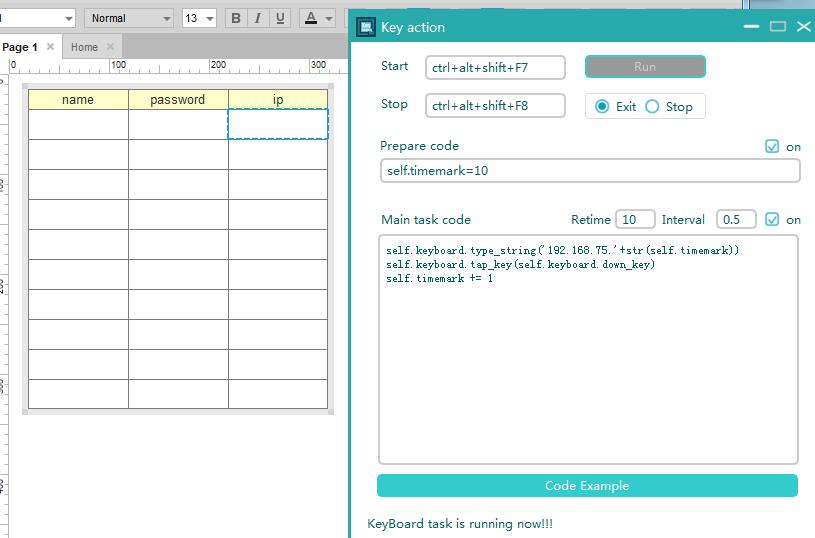 Normal 13 B I U A
Page 1 Home
0 100 200 300
name password ip
Key action
Start ctrl+alt+shift+F7 Run
Stop ctrl+alt+shift+F8 Exit Stop
Prepare code on
self.timemark=10
Main task code Retime 10 Interval 0.5 on
self.keyboard.type_string('192.168.75.'+str(self.timemark))
self.keyboard.tap_key(self.keyboard.down_key)
self.timemark += 1
Code Example
KeyBoard task is running now!!!